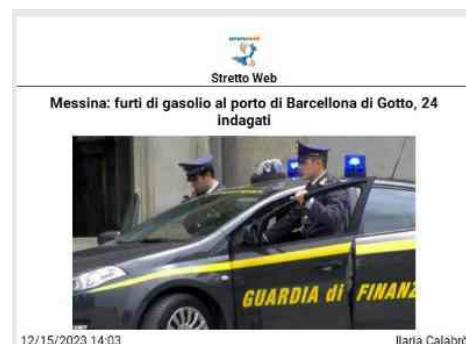 Stretto Web
Messina: furti di gasolio al porto di Barcellona di Gotto, 24
indagati
GUARDIA di FINANZ
12/15/2023 14:03
Ilaria Calabrò